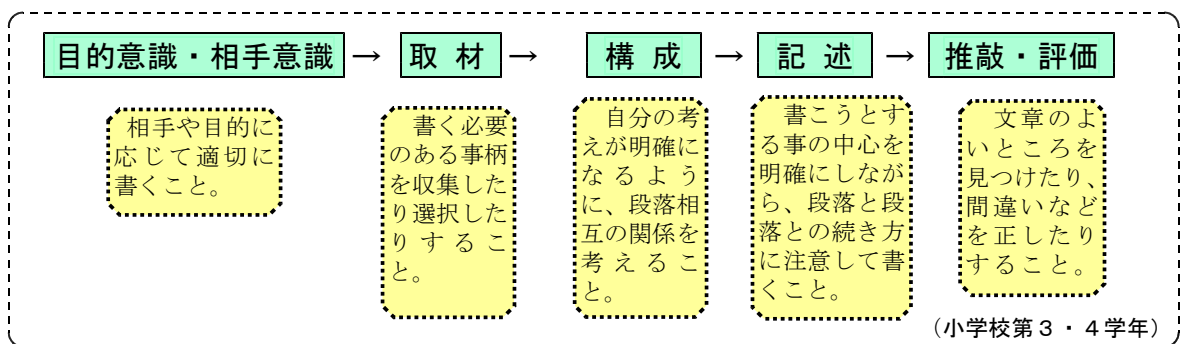 目的意識・相手意識 → 取 材 → 構 成 → 記 述 → 推敲・評価
相手や目的に
応じて適切に
書くこと。
書く必要
のある事柄
を収集した
り選択した
りするこ
と。
自分の考
えが明確に
なるよう
に、段落相
互の関係を
考えるこ
と。
書こうとす
る事の中心を
明確にしなが
ら、段落と段
落との続き方
に注意して書
くこと。
文章のよ
いところを
見つけたり、
間違いなど
を正したり
すること。
（小学校第３・４学年）